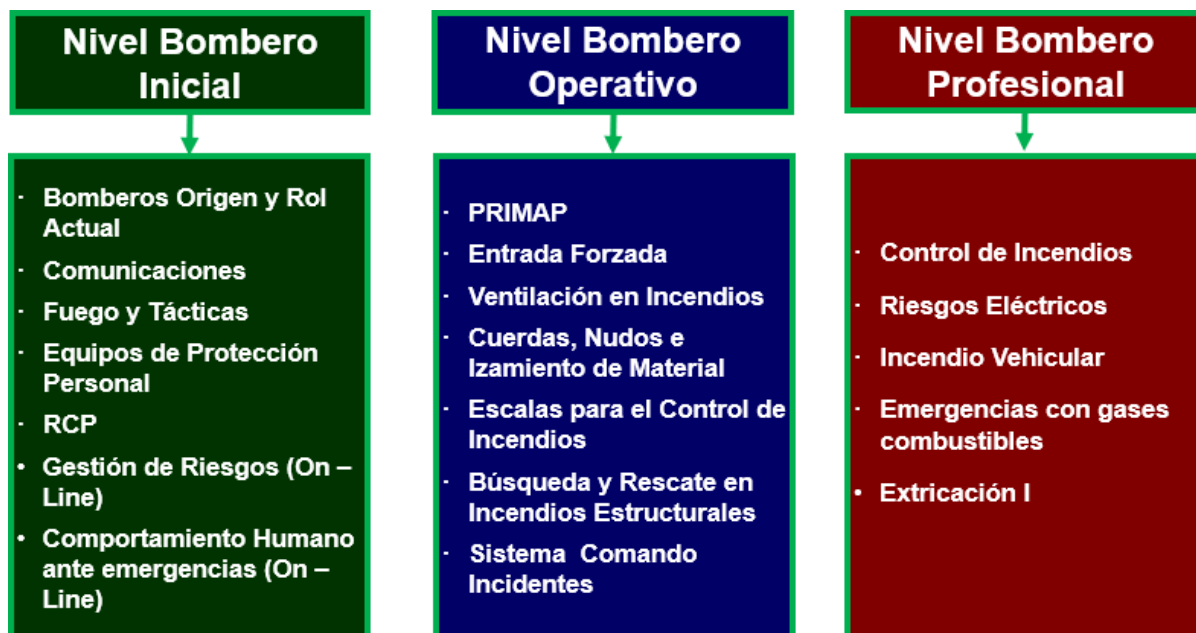 Nivel Bombero
Inicial
· Bomberos Origen y Rol
Actual
· Comunicaciones
· Fuego y Tácticas
· Equipos de Protección
Personal
· RCP
• Gestión de Riesgos (On –
Line)
• Comportamiento Humano
ante emergencias (On –
Line)
Nivel Bombero
Operativo
· PRIMAP
· Entrada Forzada
· Ventilación en Incendios
· Cuerdas, Nudos e
Izamiento de Material
· Escalas para el Control de
Incendios
· Búsqueda y Rescate en
Incendios Estructurales
· Sistema Comando
Incidentes
Nivel Bombero
Profesional
· Control de Incendios
· Riesgos Eléctricos
· Incendio Vehicular
· Emergencias con gases
combustibles
• Extricación I